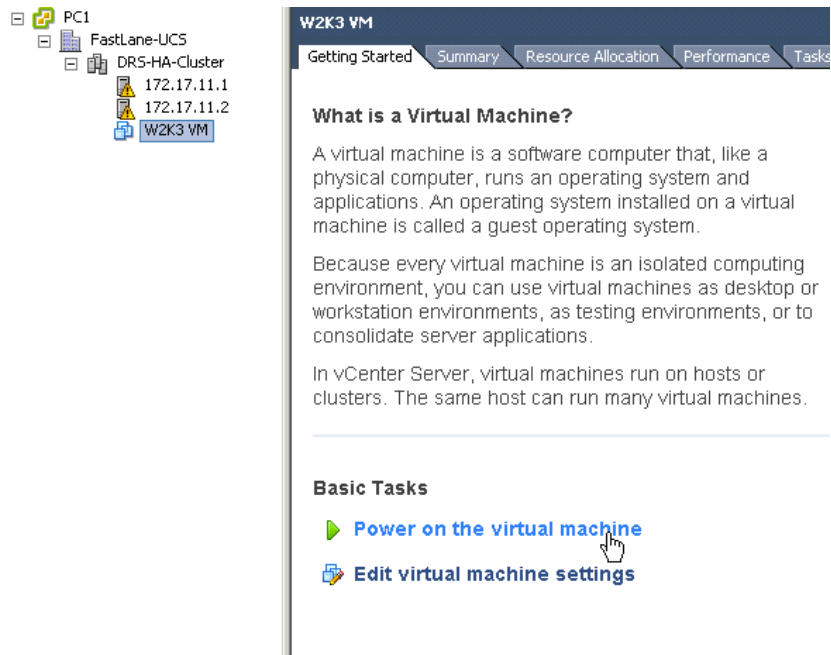 PC1
FastLane-UCS
DRS-HA-Cluster
172.17.11.1
172.17.11.2
W2K3 VM
W2K3 VM
Getting Started Summary Resource Allocation Performance Tasks
What is a Virtual Machine?
A virtual machine is a software computer that, like a
physical computer, runs an operating system and
applications. An operating system installed on a virtual
machine is called a guest operating system.
Because every virtual machine is an isolated computing
environment, you can use virtual machines as desktop or
workstation environments, as testing environments, or to
consolidate server applications.
In vCenter Server, virtual machines run on hosts or
clusters. The same host can run many virtual machines.
Basic Tasks
Power on the virtual machine
Edit virtual machine settings